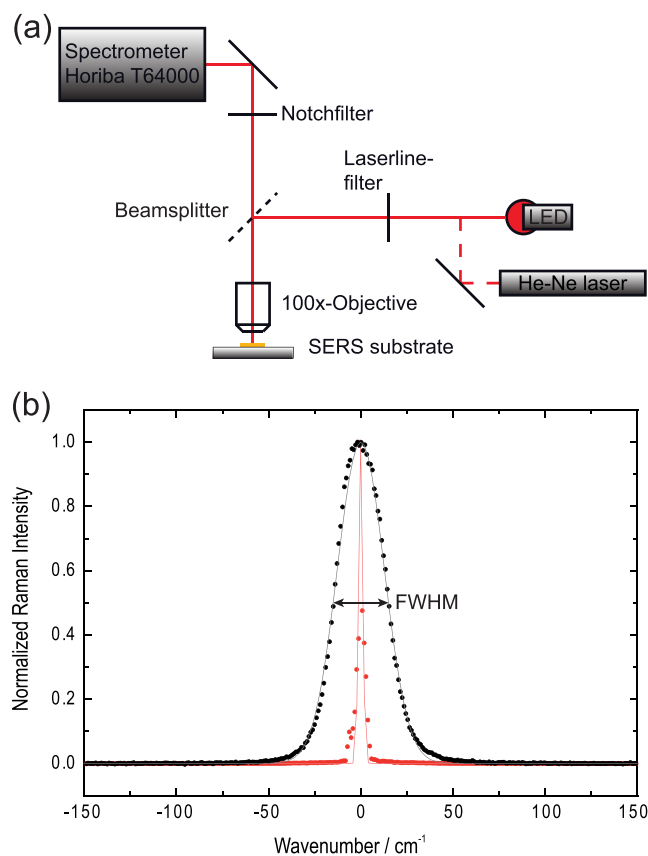 (a)
Spectrometer
Horiba T64000
Notchfilter
Laserline-
filter
Beamsplitter
LED
He-Ne laser
100x-Objective
SERS substrate
(b)
Normalized Raman Intensity
1.0
0.8
0.6
0.4
0.2
0.0
FWHM
-150 -100 -50 0 50 100 150
Wavenumber / cm⁻¹